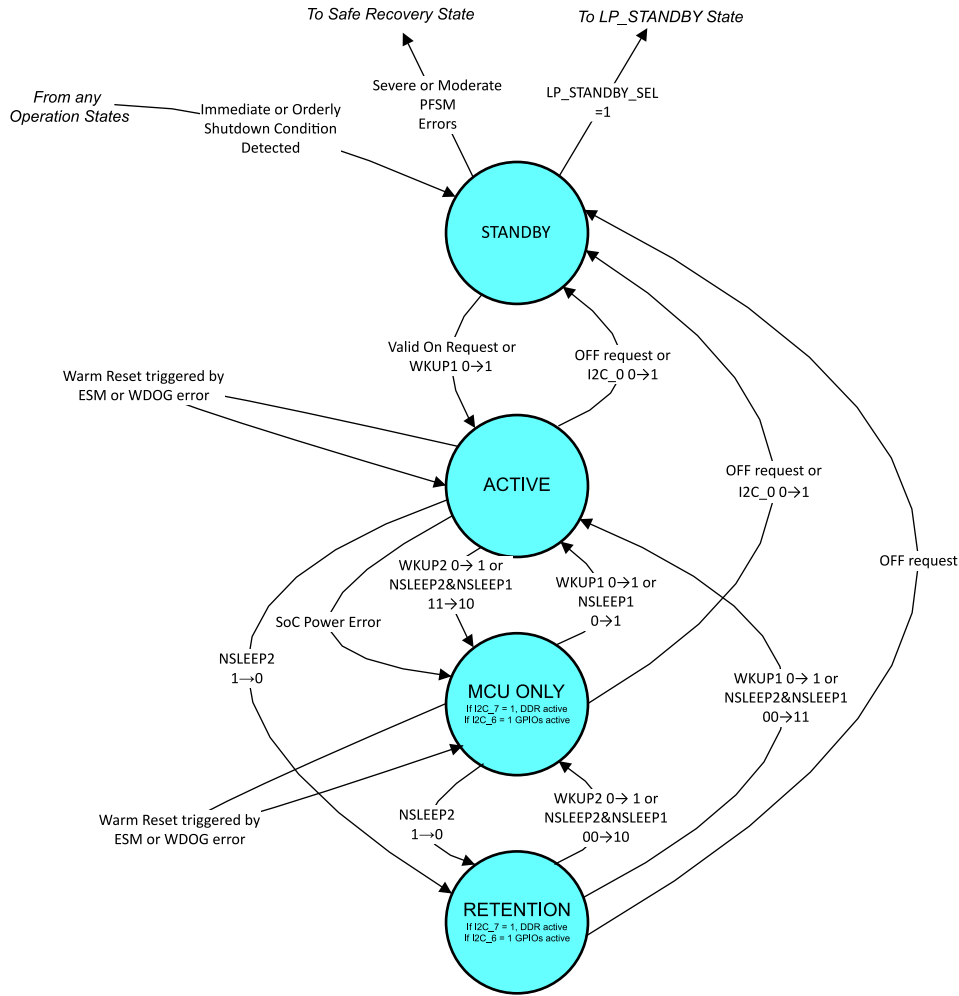 To Safe Recovery State
To LP_STANDBY State
From any
Operation States
Immediate or Orderly
Shutdown Condition
Detected
Severe or Moderate
PFSM
Errors
LP_STANDBY_SEL
=1
STANDBY
Valid On Request or
WKUP1 0→1
OFF request or
I2C_0 0→1
Warm Reset triggered by
ESM or WDOG error
ACTIVE
OFF request or
I2C_0 0→1
OFF request
WKUP2 0→ 1 or
NSLEEP2&NSLEEP1
11→10
WKUP1 0→1 or
NSLEEP1
0→1
SoC Power Error
NSLEEP2
1→0
MCU ONLY
If I2C_7 = 1, DDR active
If I2C_6 = 1 GPIOs active
WKUP1 0→ 1 or
NSLEEP2&NSLEEP1
00→11
Warm Reset triggered by
ESM or WDOG error
NSLEEP2
1→0
WKUP2 0→ 1 or
NSLEEP2&NSLEEP1
00→10
RETENTION
If I2C_7 = 1, DDR active
If I2C_6 = 1 GPIOs active